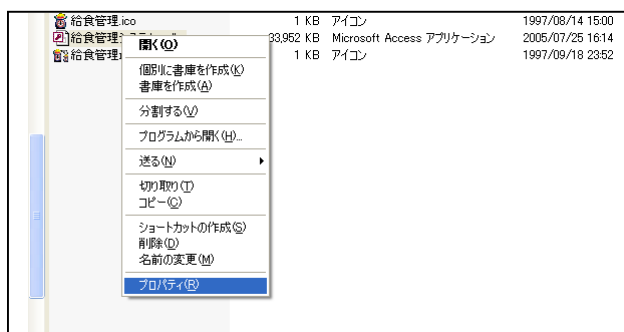 給食管理.ico 1 KB アイコン 1997/08/14 15:00
給食管理 33,952 KB Microsoft Access アプリケーション 2005/07/25 16:14
給食管理 1 KB アイコン 1997/09/18 23:52
開く(O)
個別に書庫を作成(K)
書庫を作成(A)
分割する(V)
プログラムから開く(H)...
送る(N)
切り取り(T)
コピー(C)
ショートカットの作成(S)
削除(D)
名前の変更(M)
プロパティ(R)